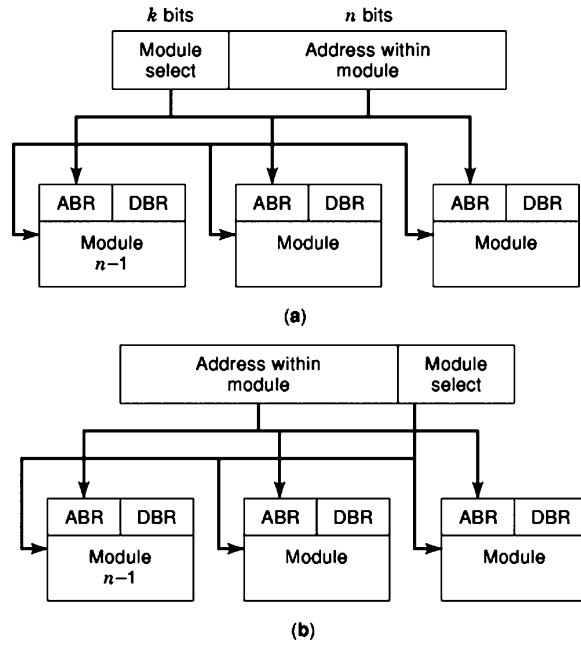 k bits n bits
Module select Address within module
ABR DBR ABR DBR ABR DBR
Module n−1 Module Module
(a)
Address within module Module select
ABR DBR ABR DBR ABR DBR
Module n−1 Module Module
(b)